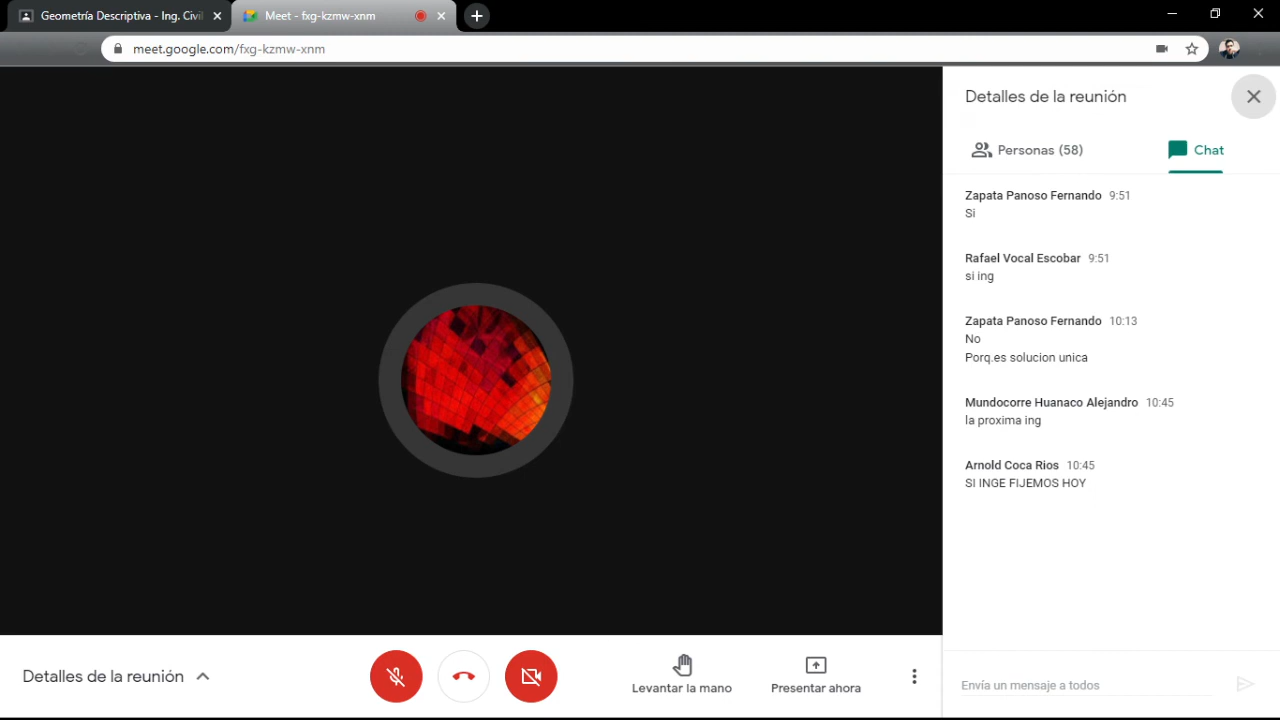 Geometría Descriptiva - Ing. Civil
Meet - fxg-kzmw-xnm
meet.google.com/fxg-kzmw-xnm
Detalles de la reunión
Personas (58)
Chat
Zapata Panoso Fernando 9:51
Si
Rafael Vocal Escobar 9:51
si ing
Zapata Panoso Fernando 10:13
No
Porq.es solucion unica
Mundocorre Huanaco Alejandro 10:45
la proxima ing
Arnold Coca Rios 10:45
SI INGE FIJEMOS HOY
Detalles de la reunión
Levantar la mano
Presentar ahora
Envía un mensaje a todos